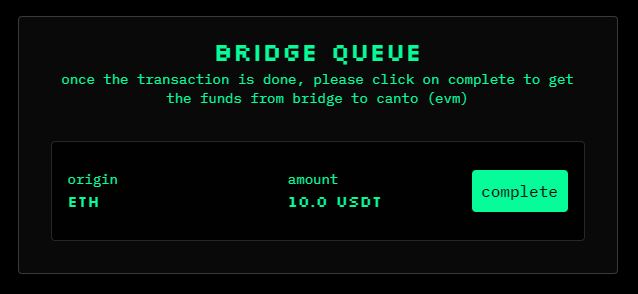 BRIDGE QUEUE
once the transaction is done, please click on complete to get
the funds from bridge to canto (evm)
origin
ETH
amount
10.0 USDT
complete